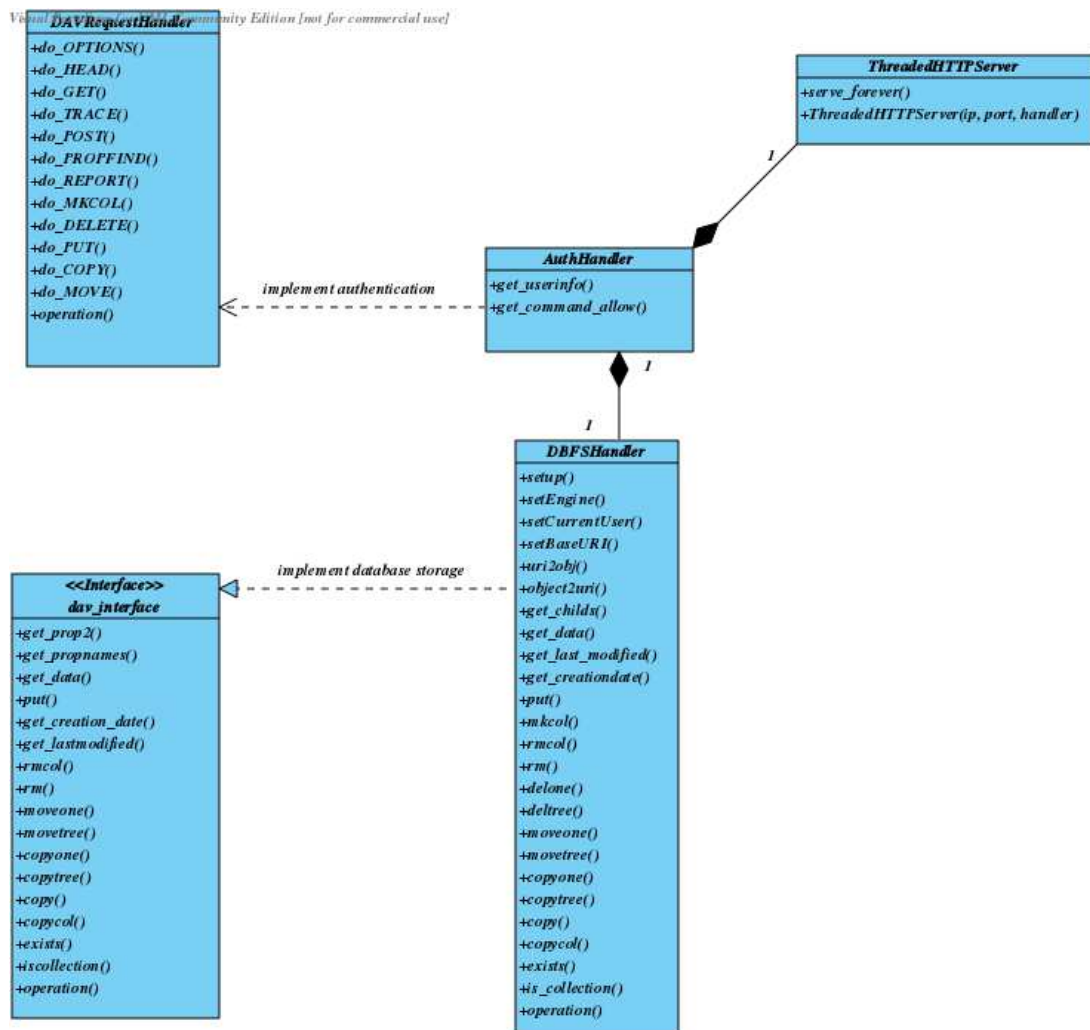 Visual Paradigm for UML Community Edition [not for commercial use]
DAVRequestHandler
+do_OPTIONS()
+do_HEAD()
+do_GET()
+do_TRACE()
+do_POST()
+do_PROPFIND()
+do_REPORT()
+do_MKCOL()
+do_DELETE()
+do_PUT()
+do_COPY()
+do_MOVE()
+operation()
ThreadedHTTPServer
+serve_forever()
+ThreadedHTTPServer(ip, port, handler)
1
implement authentication
AuthHandler
+get_userinfo()
+get_command_allow()
1
1
DBFSHandler
+setup()
+setEngine()
+setCurrentUser()
+setBaseURI()
+uri2obj()
+object2uri()
+get_childs()
+get_data()
+get_last_modified()
+get_creationdate()
+put()
+mkcol()
+rmcol()
+rm()
+delone()
+deltree()
+moveone()
+movetree()
+copyone()
+copytree()
+copy()
+copycol()
+exists()
+is_collection()
+operation()
implement database storage
<<Interface>>
dav_interface
+get_prop2()
+get_propnames()
+get_data()
+put()
+get_creation_date()
+get_lastmodified()
+rmcol()
+rm()
+moveone()
+movetree()
+copyone()
+copytree()
+copy()
+copycol()
+exists()
+iscollection()
+operation()